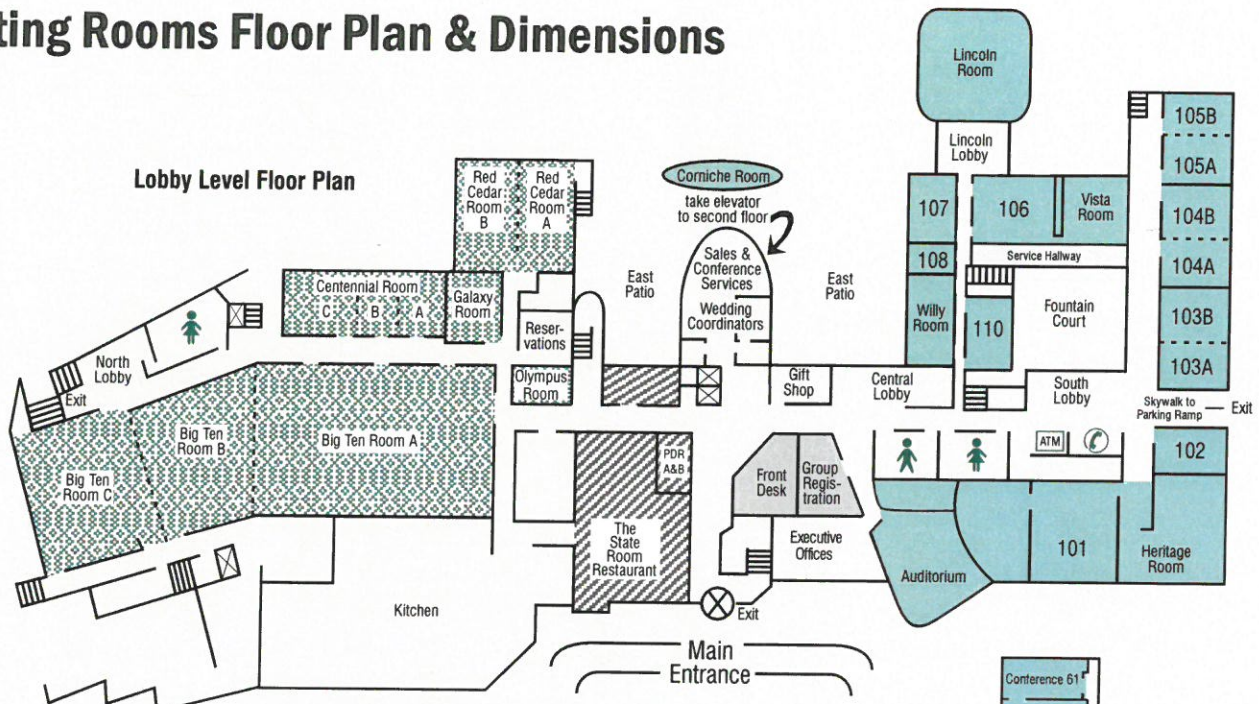 ting Rooms Floor Plan & Dimensions
Lobby Level Floor Plan
Lincoln
Room
Lincoln
Lobby
105B
105A
104B
104A
103B
103A
107
106
Vista
Room
Service Hallway
108
Willy
Room
110
Fountain
Court
Corniche Room
take elevator
to second floor
Sales &
Conference
Services
Wedding
Coordinators
East
Patio
East
Patio
Red
Cedar
Room
B
Red
Cedar
Room
A
Centennial Room
C
B
A
Galaxy
Room
Reser-
vations
Olympus
Room
North
Lobby
Exit
Big Ten
Room C
Big Ten
Room B
Big Ten Room A
Gift
Shop
Central
Lobby
South
Lobby
Skywalk to
Parking Ramp
Exit
ATM
102
PDR
A&B
Front
Desk
Group
Regis-
tration
The
State
Room
Restaurant
Executive
Offices
Auditorium
101
Heritage
Room
Kitchen
Exit
Main
Entrance
Conference 61